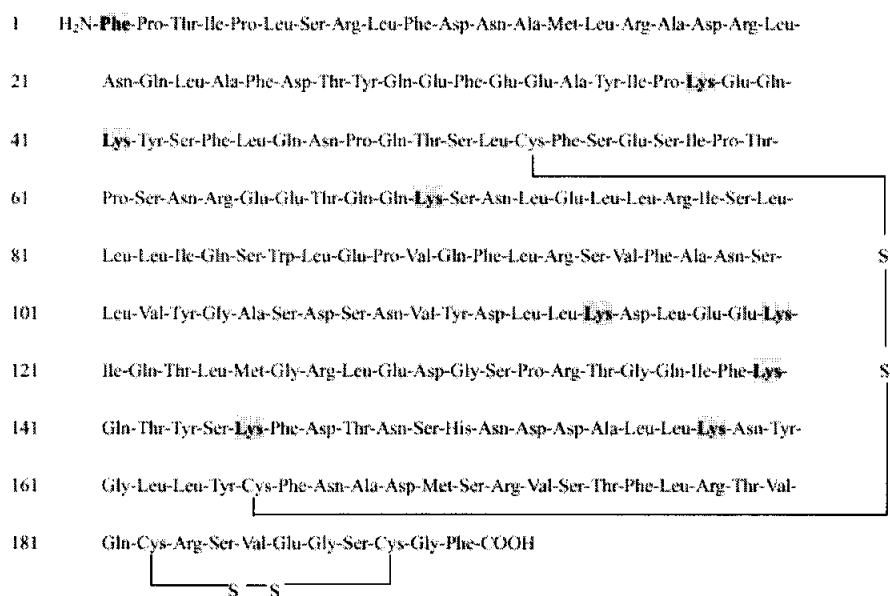 1 H₂N-Phe-Pro-Thr-Ile-Pro-Leu-Ser-Arg-Leu-Phe-Asp-Asn-Ala-Met-Leu-Arg-Ala-Asp-Arg-Leu-
21 Asn-Gln-Leu-Ala-Phe-Asp-Thr-Tyr-Gln-Glu-Phe-Glu-Glu-Ala-Tyr-Ile-Pro-Lys-Glu-Gln-
41 Lys-Tyr-Ser-Phe-Leu-Gln-Asn-Pro-Gln-Thr-Ser-Leu-Cys-Phe-Ser-Glu-Ser-Ile-Pro-Thr-
61 Pro-Ser-Asn-Arg-Glu-Glu-Thr-Gln-Gln-Lys-Ser-Asn-Leu-Glu-Leu-Leu-Arg-Ile-Ser-Leu-
81 Leu-Leu-Ile-Gln-Ser-Trp-Leu-Glu-Pro-Val-Gln-Phe-Leu-Arg-Ser-Val-Phe-Ala-Asn-Ser- S
101 Leu-Val-Tyr-Gly-Ala-Ser-Asp-Ser-Asn-Val-Tyr-Asp-Leu-Leu-Lys-Asp-Leu-Glu-Glu-Lys-
121 Ile-Gln-Thr-Leu-Met-Gly-Arg-Leu-Glu-Asp-Gly-Ser-Pro-Arg-Thr-Gly-Gln-Ile-Phe-Lys- S
141 Gln-Thr-Tyr-Ser-Lys-Phe-Asp-Thr-Asn-Ser-His-Asn-Asp-Asp-Ala-Leu-Leu-Lys-Asn-Tyr-
161 Gly-Leu-Leu-Tyr-Cys-Phe-Asn-Ala-Asp-Met-Ser-Arg-Val-Ser-Thr-Phe-Leu-Arg-Thr-Val-
181 Gln-Cys-Arg-Ser-Val-Glu-Gly-Ser-Cys-Gly-Phe-COOH
S S